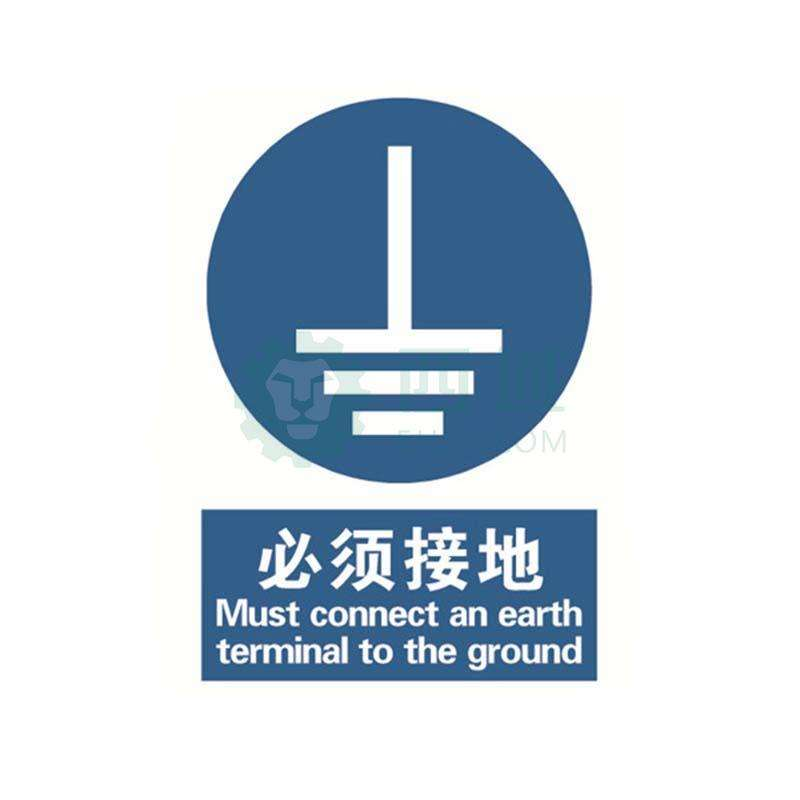 必须接地
Must connect an earth
terminal to the ground